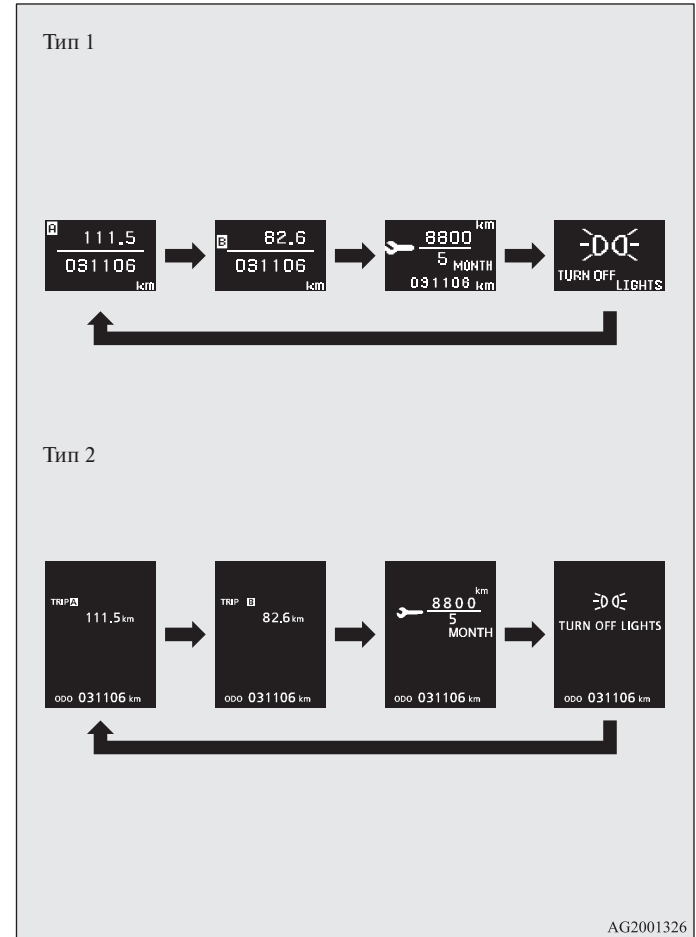 Тип 1
A 111.5
031106
km
B 82.6
031106
km
km
8800
5 MONTH
031106 km
TURN OFF
LIGHTS
Тип 2
TRIP A
111.5 km
ODO 031106 km
TRIP B
82.6 km
ODO 031106 km
km
8800
5
MONTH
ODO 031106 km
TURN OFF LIGHTS
ODO 031106 km
AG2001326